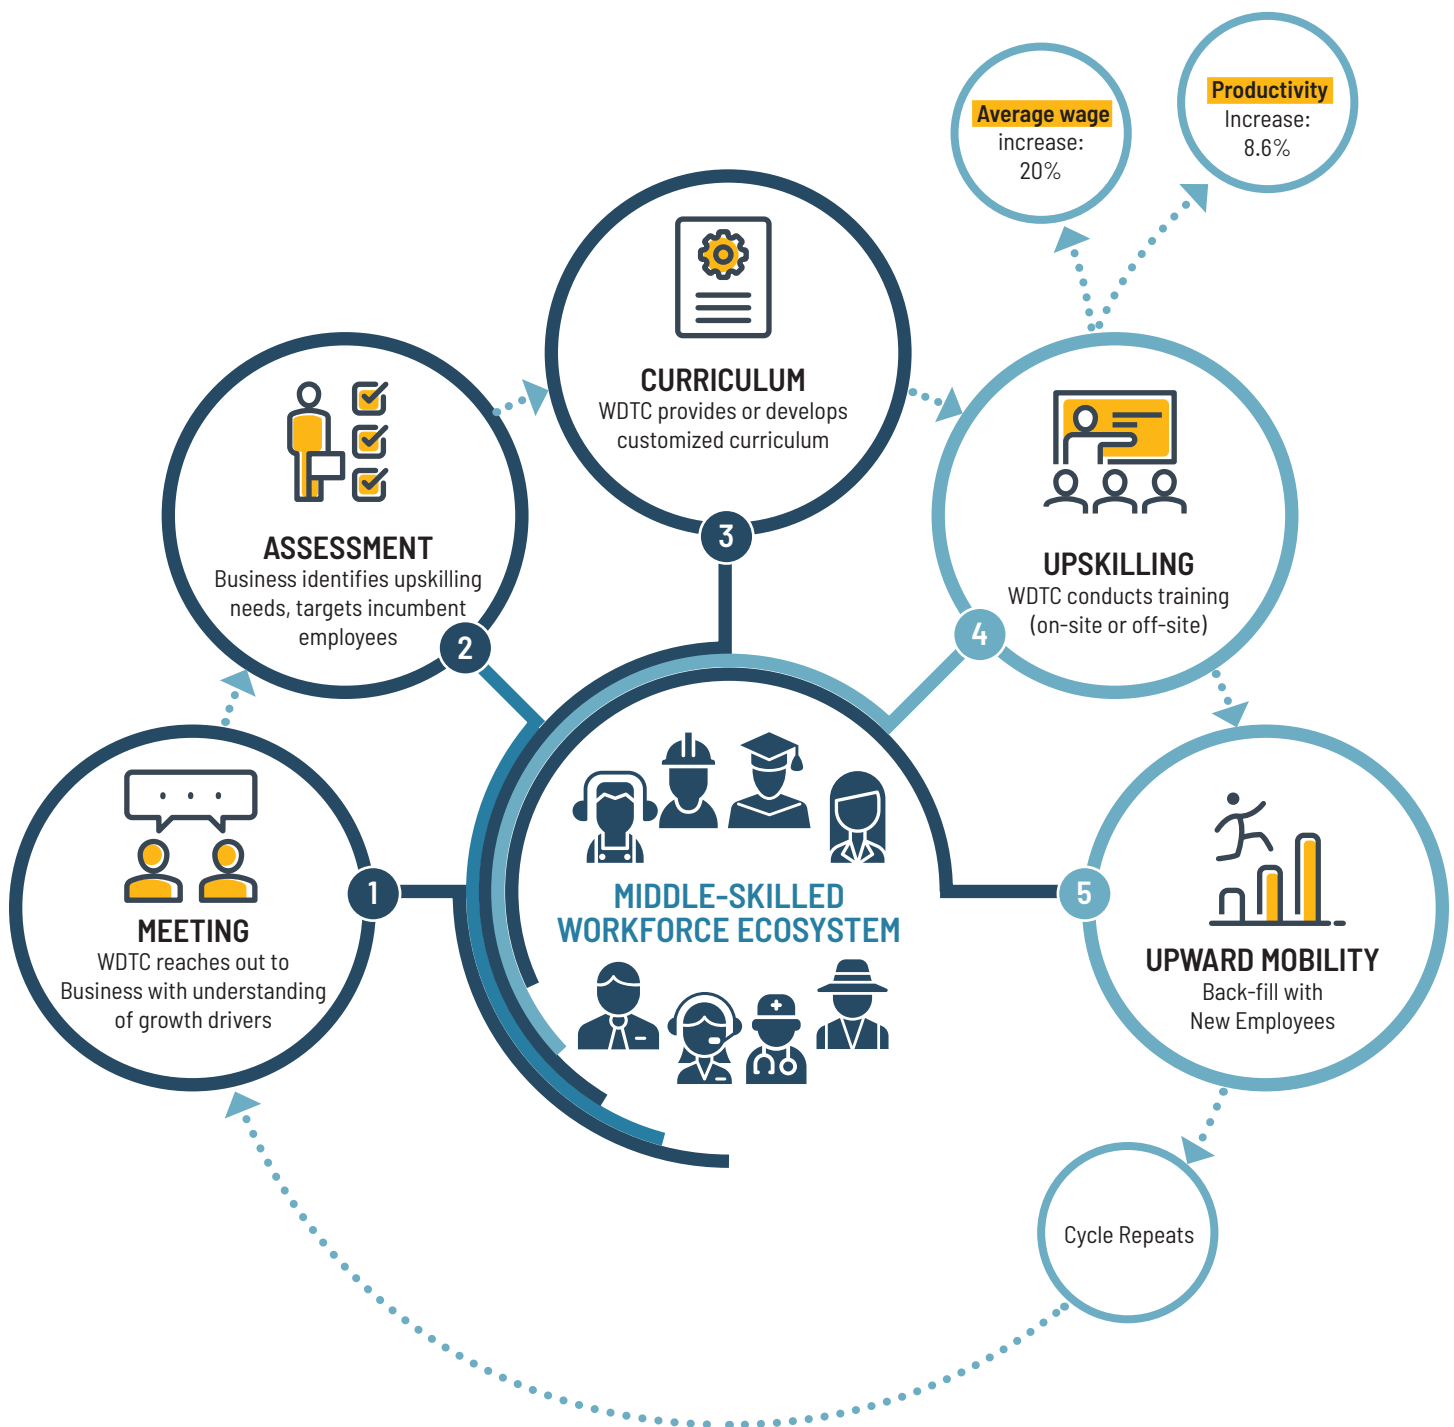 Average wage
increase:
20%
Productivity
Increase:
8.6%
CURRICULUM
WDTC provides or develops
customized curriculum
3
ASSESSMENT
Business identifies upskilling
needs, targets incumbent
employees
2
UPSKILLING
WDTC conducts training
(on-site or off-site)
4
MEETING
WDTC reaches out to
Business with understanding
of growth drivers
1
MIDDLE-SKILLED
WORKFORCE ECOSYSTEM
5
UPWARD MOBILITY
Back-fill with
New Employees
Cycle Repeats